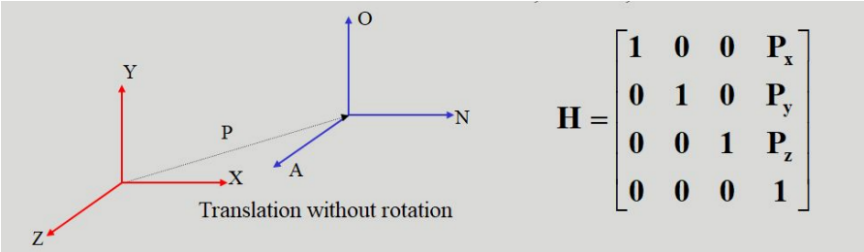 O
Y
N
P
A
X
Translation without rotation
Z
H =
1 0 0 Px
0 1 0 Py
0 0 1 Pz
0 0 0 1